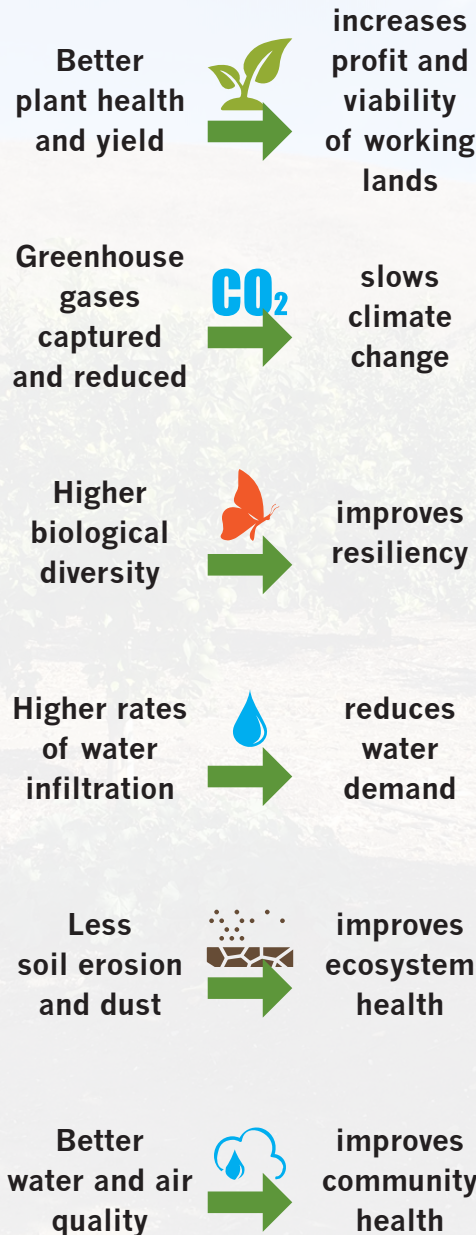 Better
plant health
and yield
increases
profit and
viability
of working
lands
Greenhouse
gases
captured
and reduced
CO2
slows
climate
change
Higher
biological
diversity
improves
resiliency
Higher rates
of water
infiltration
reduces
water
demand
Less
soil erosion
and dust
improves
ecosystem
health
Better
water and air
quality
improves
community
health